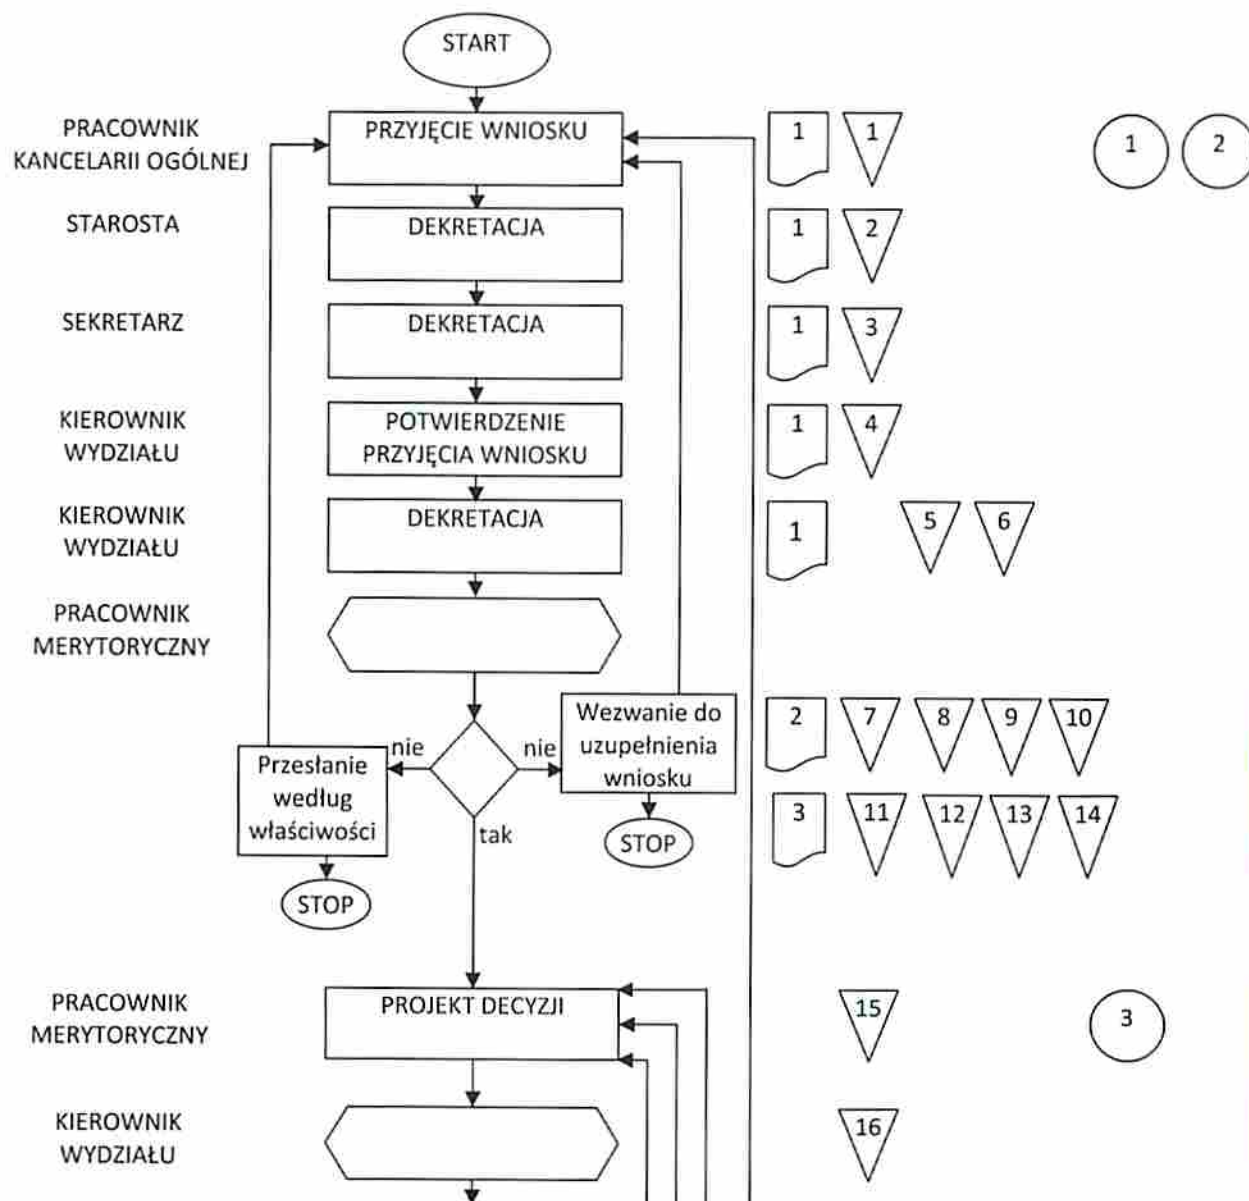 START
PRACOWNIK
KANCELARII OGÓLNEJ
PRZYJĘCIE WNIOSKU
1
1
1
2
STAROSTA
DEKRETACJA
1
2
SEKRETARZ
DEKRETACJA
1
3
KIEROWNIK
WYDZIAŁU
POTWIERDZENIE
PRZYJĘCIA WNIOSKU
1
4
KIEROWNIK
WYDZIAŁU
DEKRETACJA
1
5
6
PRACOWNIK
MERYTORYCZNY
nie
nie
tak
Wezwanie do
uzupełnienia
wniosku
2
7
8
9
10
Przesłanie
według
właściwości
STOP
3
11
12
13
14
STOP
PRACOWNIK
MERYTORYCZNY
PROJEKT DECYZJI
15
3
KIEROWNIK
WYDZIAŁU
16